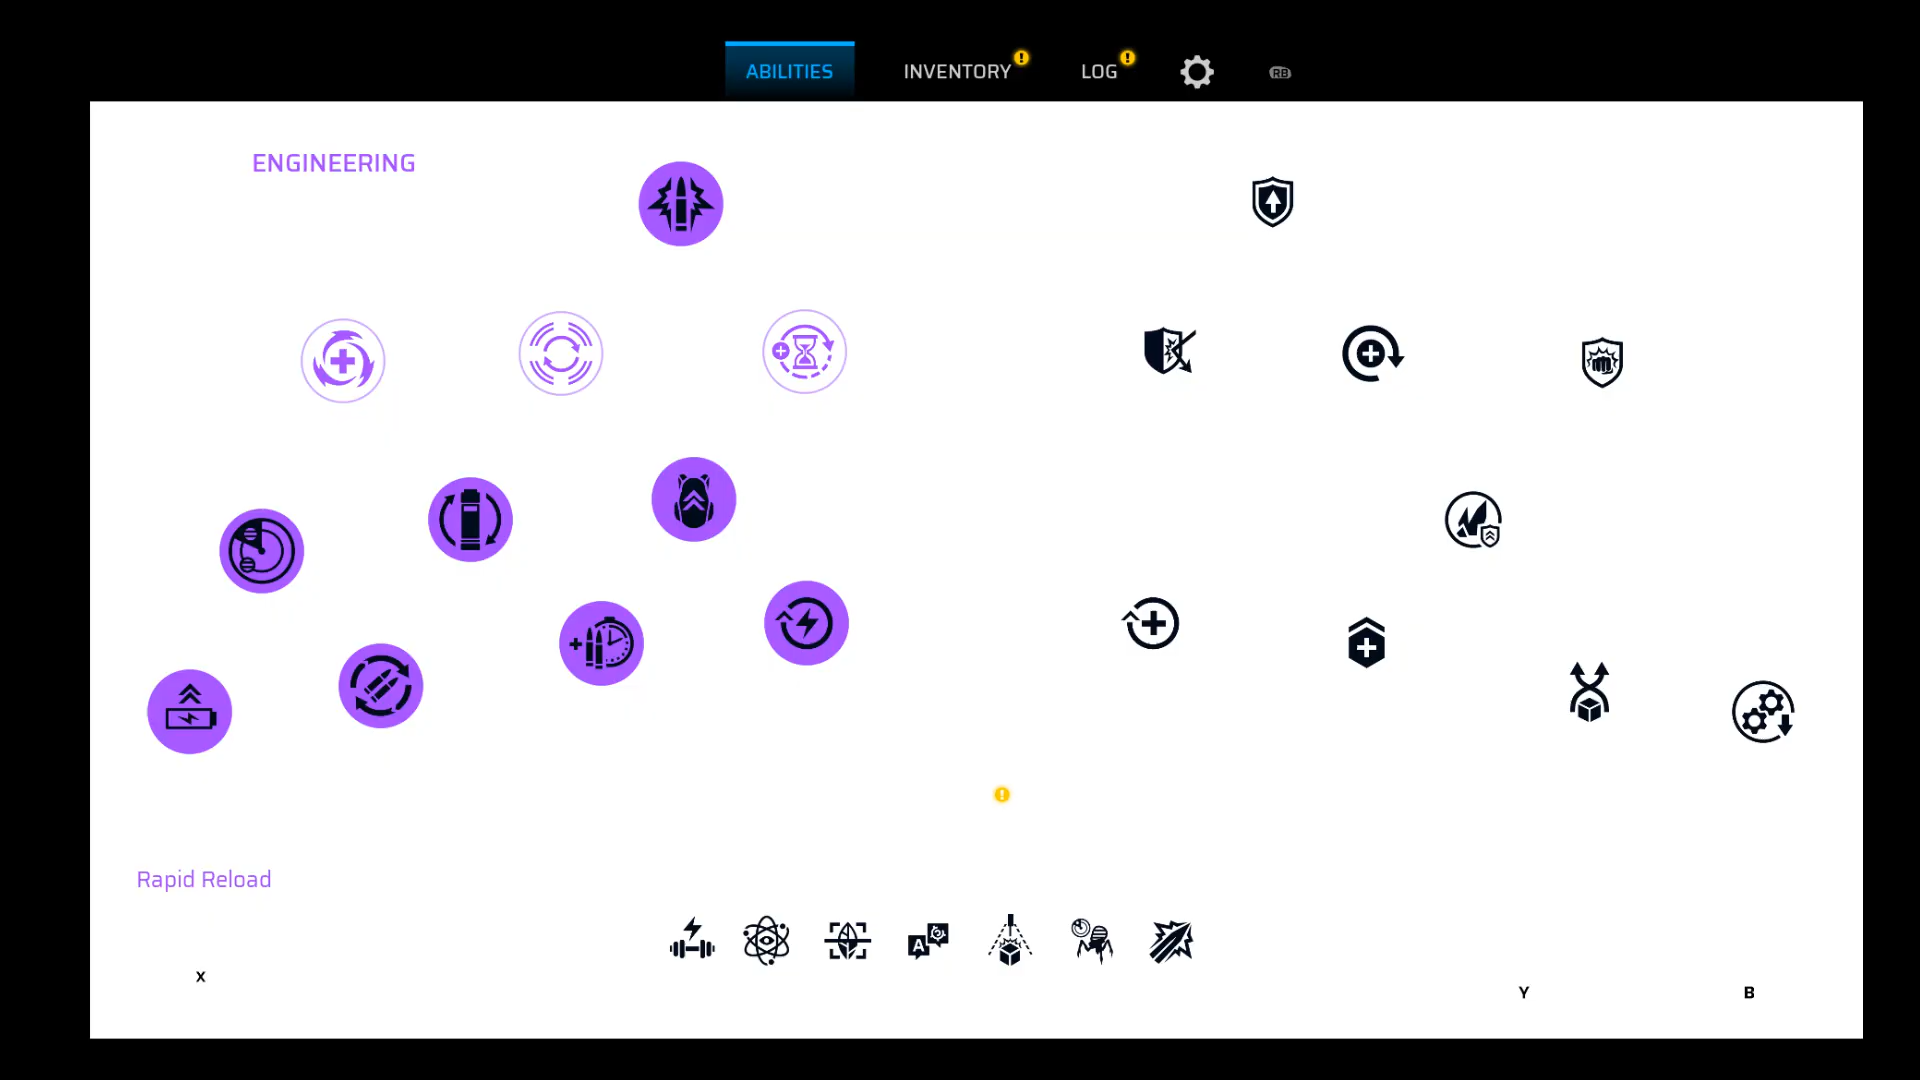 ABILITIES
INVENTORY
LOG
RB
ENGINEERING
Rapid Reload
A
X
Y
B